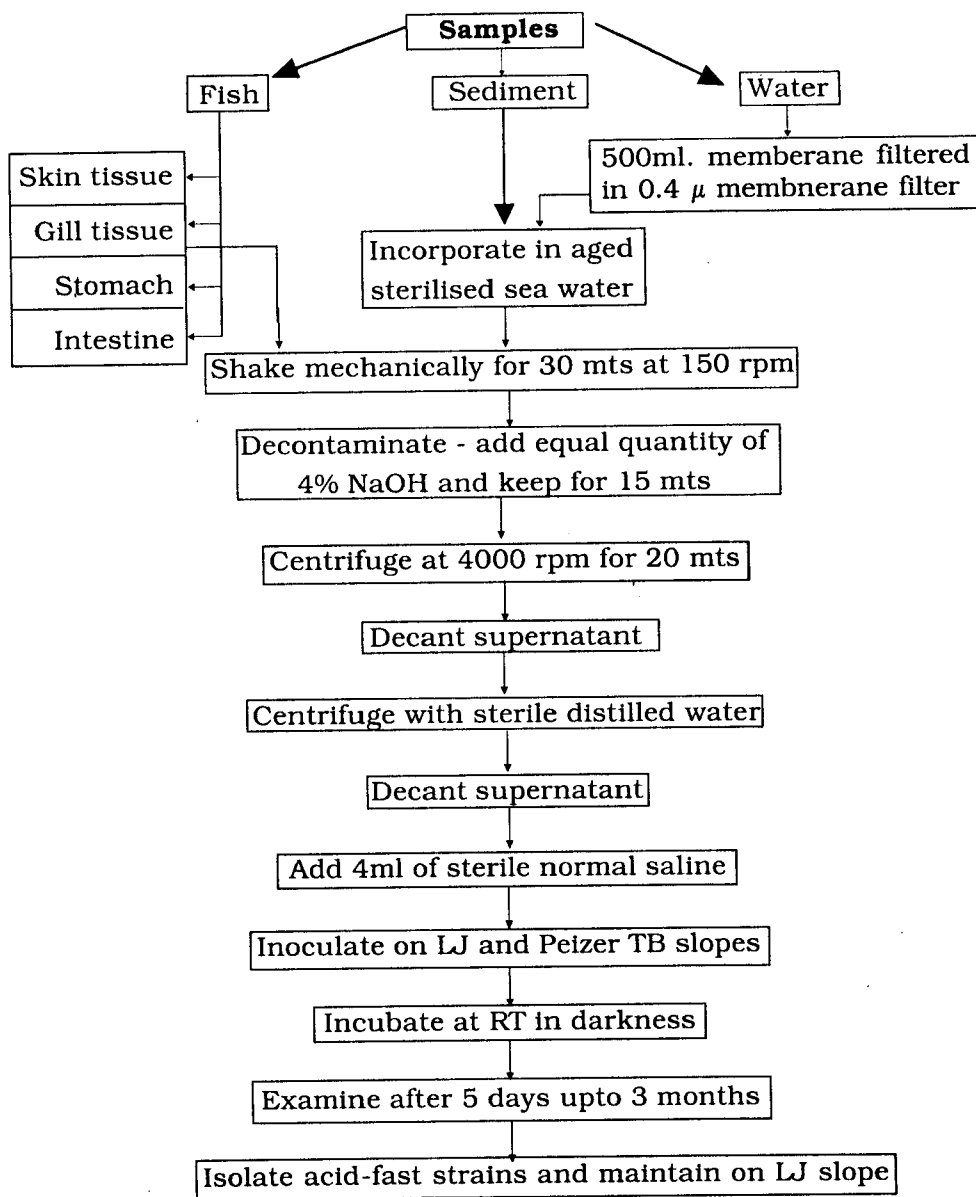 Samples
Fish
Sediment
Water
Skin tissue
Gill tissue
Stomach
Intestine
500ml. memberane filtered
in 0.4 μ membnerane filter
Incorporate in aged
sterilised sea water
Shake mechanically for 30 mts at 150 rpm
Decontaminate - add equal quantity of
4% NaOH and keep for 15 mts
Centrifuge at 4000 rpm for 20 mts
Decant supernatant
Centrifuge with sterile distilled water
Decant supernatant
Add 4ml of sterile normal saline
Inoculate on LJ and Peizer TB slopes
Incubate at RT in darkness
Examine after 5 days upto 3 months
Isolate acid-fast strains and maintain on LJ slope